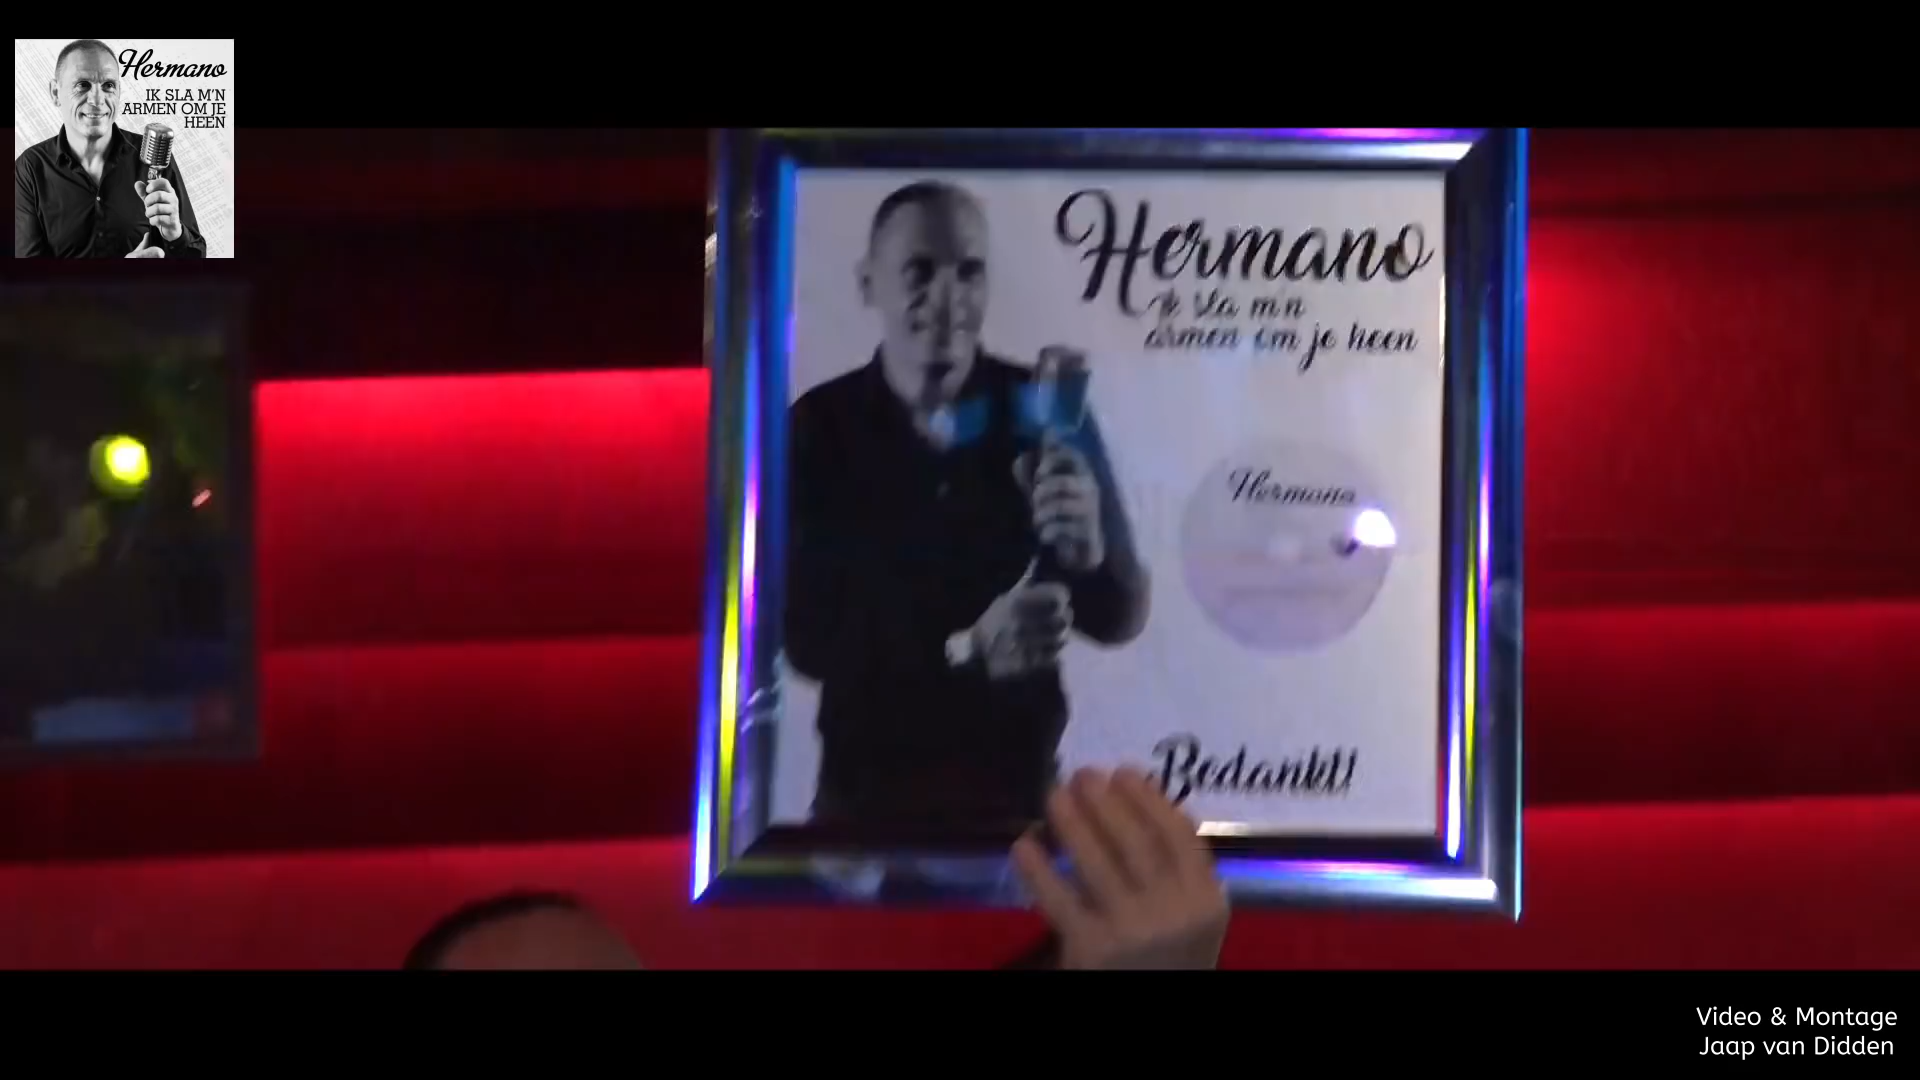 Hermano
IK SLA M'N
ARMEN OM JE
HEEN
Hermano
ik sla m'n
armen om je heen
Hermano
Bedankt!
Video & Montage
Jaap van Didden